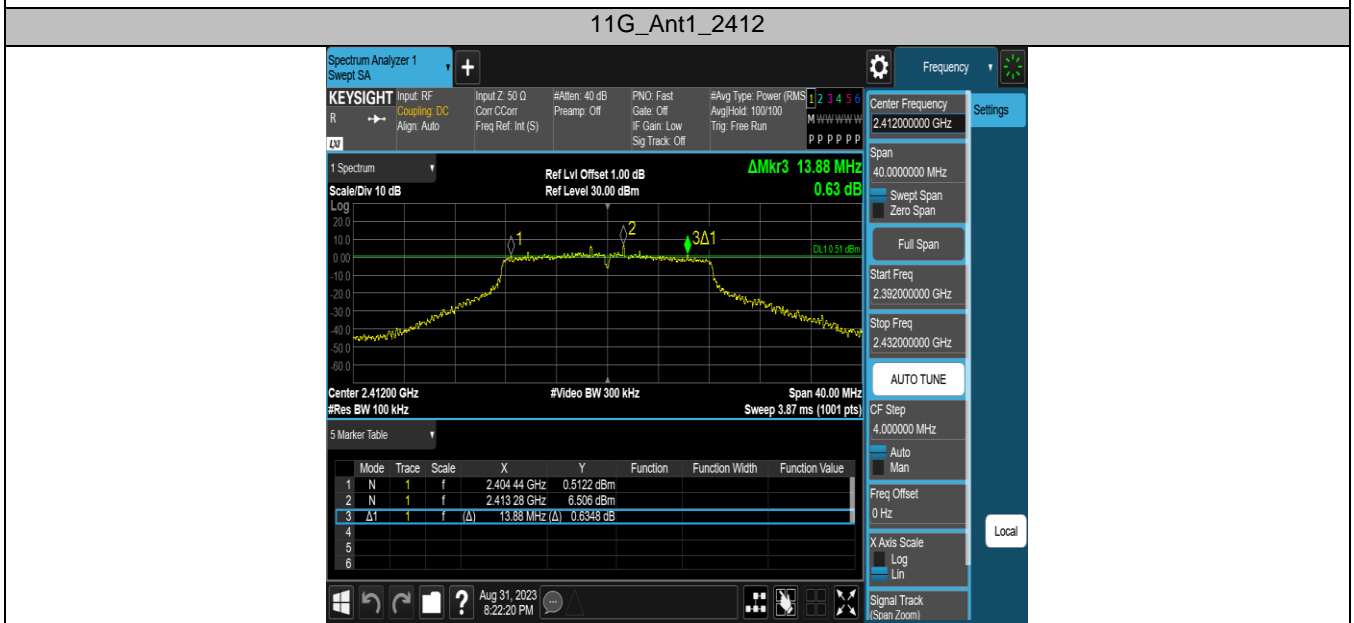 11G_Ant1_2412
Spectrum Analyzer 1
Swept SA
Frequency
KEYSIGHT
R
LXI
Input: RF
Coupling: DC
Align: Auto
Input Z: 50 Ω
Corr CCorr
Freq Ref: Int (S)
#Atten: 40 dB
Preamp: Off
PNO: Fast
Gate: Off
IF Gain: Low
Sig Track: Off
#Avg Type: Power (RMS
Avg|Hold: 100/100
Trig: Free Run
1 2 3 4 5 6
M W W W W W
P P P P P P
1 Spectrum
Scale/Div 10 dB
Ref Lvl Offset 1.00 dB
Ref Level 30.00 dBm
ΔMkr3 13.88 MHz
0.63 dB
Log
20.0
10.0
0.00
-10.0
-20.0
-30.0
-40.0
-50.0
-60.0
1
2
3Δ1
DL1 0.51 dBm
Center 2.41200 GHz
#Video BW 300 kHz
Span 40.00 MHz
#Res BW 100 kHz
Sweep 3.87 ms (1001 pts)
5 Marker Table
Mode Trace Scale X Y Function Function Width Function Value
1 N 1 f 2.404 44 GHz 0.5122 dBm
2 N 1 f 2.413 28 GHz 6.506 dBm
3 Δ1 1 f (Δ) 13.88 MHz (Δ) 0.6348 dB
4
5
6
Aug 31, 2023
8:22:20 PM
Center Frequency
2.412000000 GHz
Settings
Span
40.0000000 MHz
Swept Span
Zero Span
Full Span
Start Freq
2.392000000 GHz
Stop Freq
2.432000000 GHz
AUTO TUNE
CF Step
4.000000 MHz
Auto
Man
Freq Offset
0 Hz
X Axis Scale
Log
Lin
Local
Signal Track
(Span Zoom)